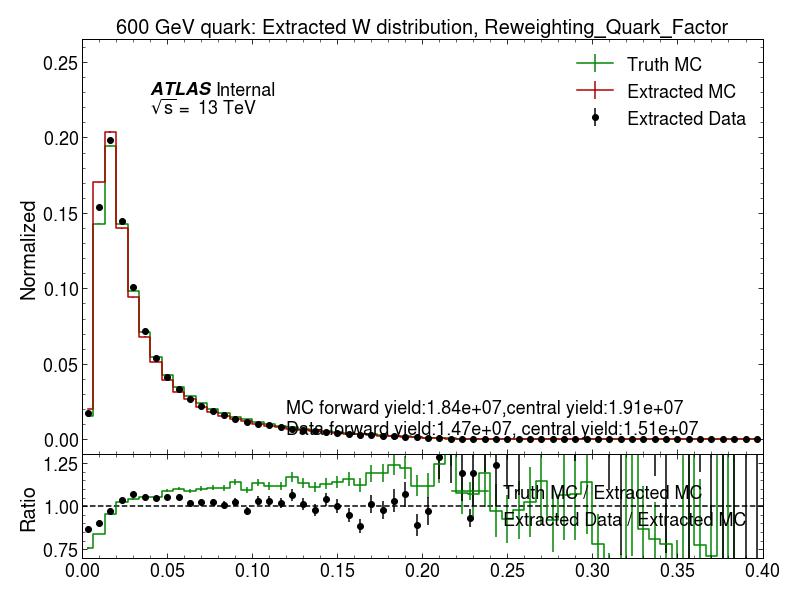 600 GeV quark: Extracted W distribution, Reweighting_Quark_Factor
0.25
0.20
0.15
0.10
0.05
0.00
Normalized
ATLAS Internal
√s = 13 TeV
Truth MC
Extracted MC
Extracted Data
MC forward yield:1.84e+07,central yield:1.91e+07
Data forward yield:1.47e+07, central yield:1.51e+07
1.25
1.00
0.75
Ratio
Truth MC / Extracted MC
Extracted Data / Extracted MC
0.00 0.05 0.10 0.15 0.20 0.25 0.30 0.35 0.40